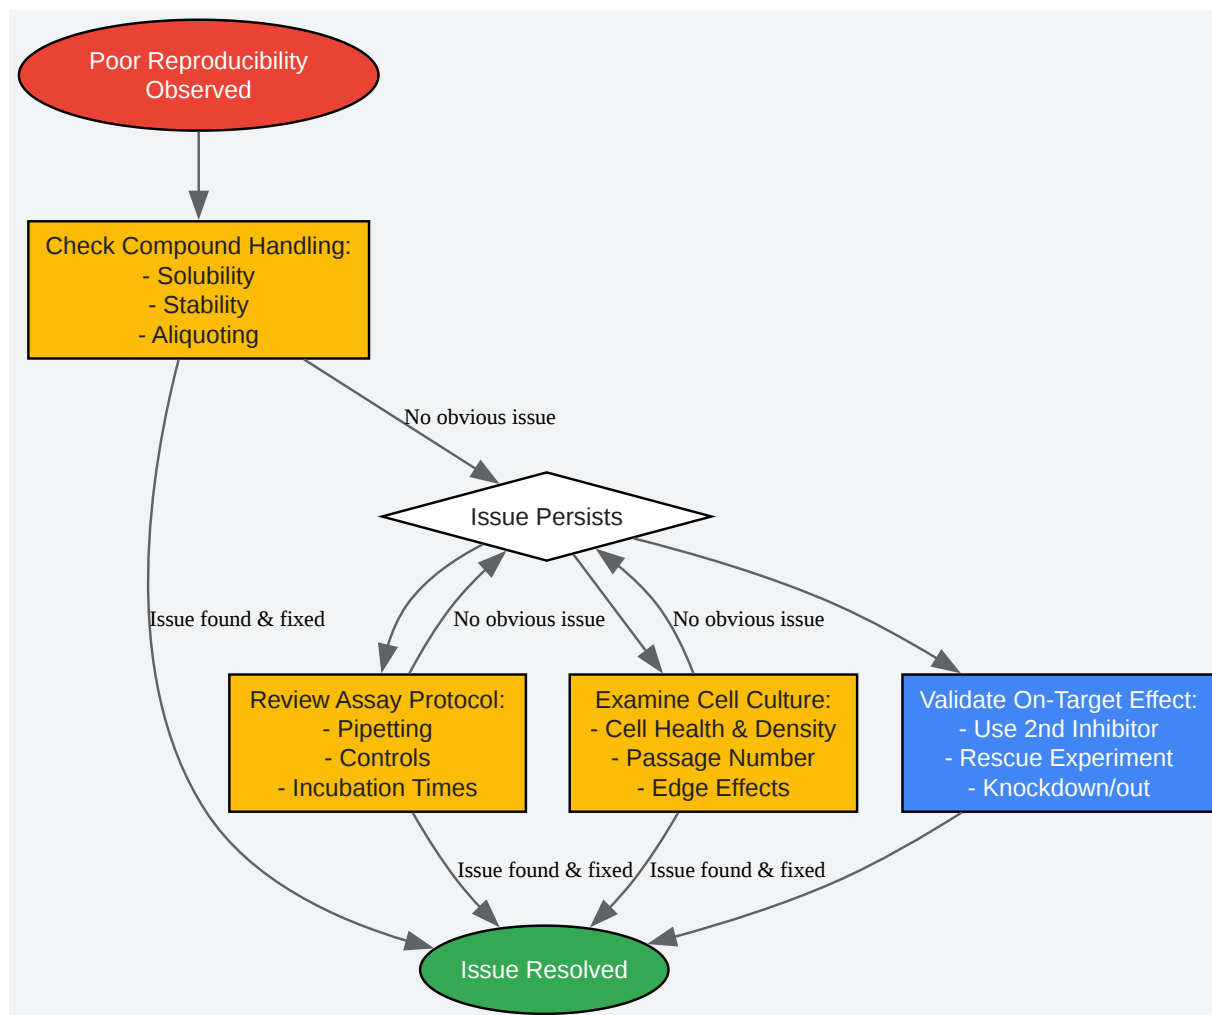 Poor Reproducibility
Observed
Check Compound Handling:
- Solubility
- Stability
- Aliquoting
No obvious issue
Issue Persists
Issue found & fixed
No obvious issue
No obvious issue
Review Assay Protocol:
- Pipetting
- Controls
- Incubation Times
Examine Cell Culture:
- Cell Health & Density
- Passage Number
- Edge Effects
Validate On-Target Effect:
- Use 2nd Inhibitor
- Rescue Experiment
- Knockdown/out
Issue found & fixed
Issue found & fixed
Issue Resolved